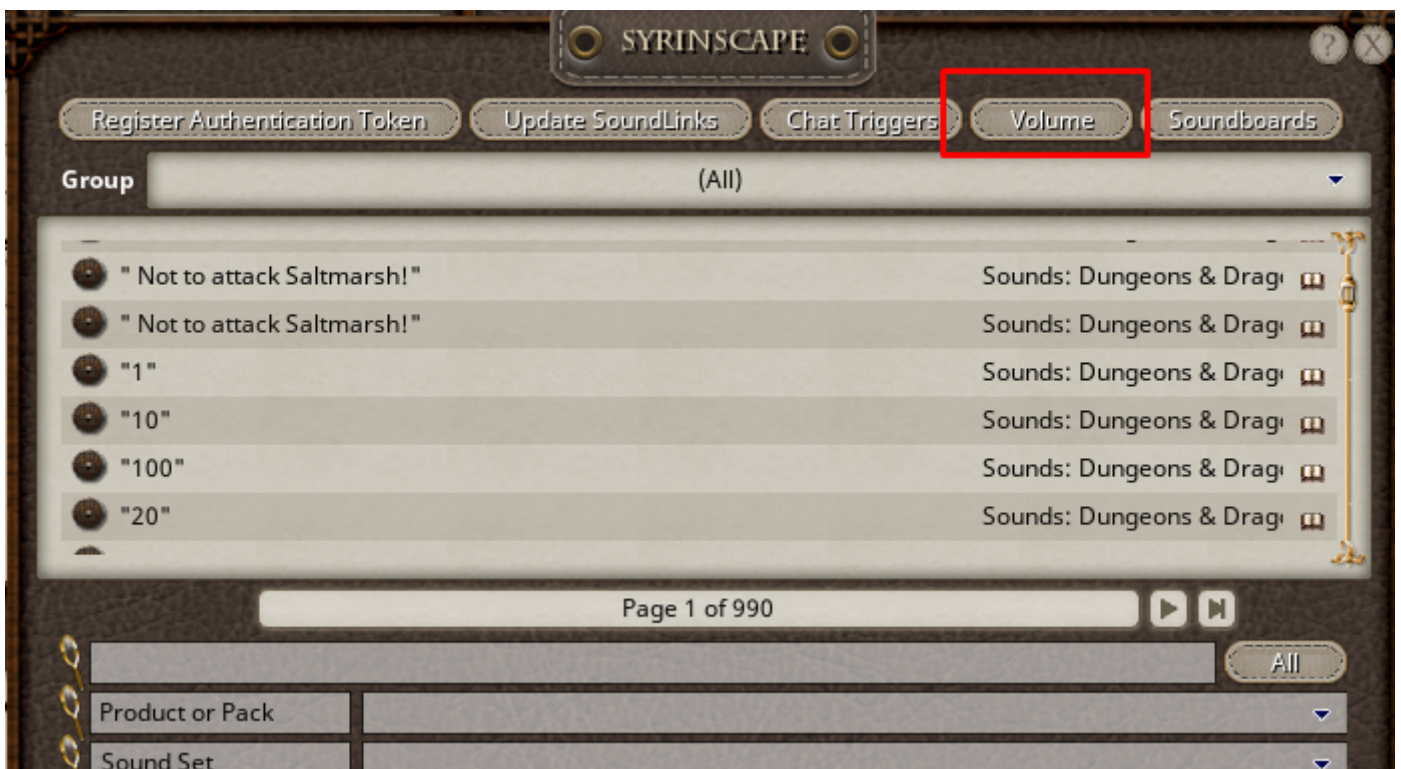 SYRINSCAPE
? X
Register Authentication Token Update SoundLinks Chat Triggers Volume Soundboards
Group (All)
" Not to attack Saltmarsh!" Sounds: Dungeons & Drag
" Not to attack Saltmarsh!" Sounds: Dungeons & Drag
"1" Sounds: Dungeons & Drag
"10" Sounds: Dungeons & Drag
"100" Sounds: Dungeons & Drag
"20" Sounds: Dungeons & Drag
Page 1 of 990
All
Product or Pack
Sound Set